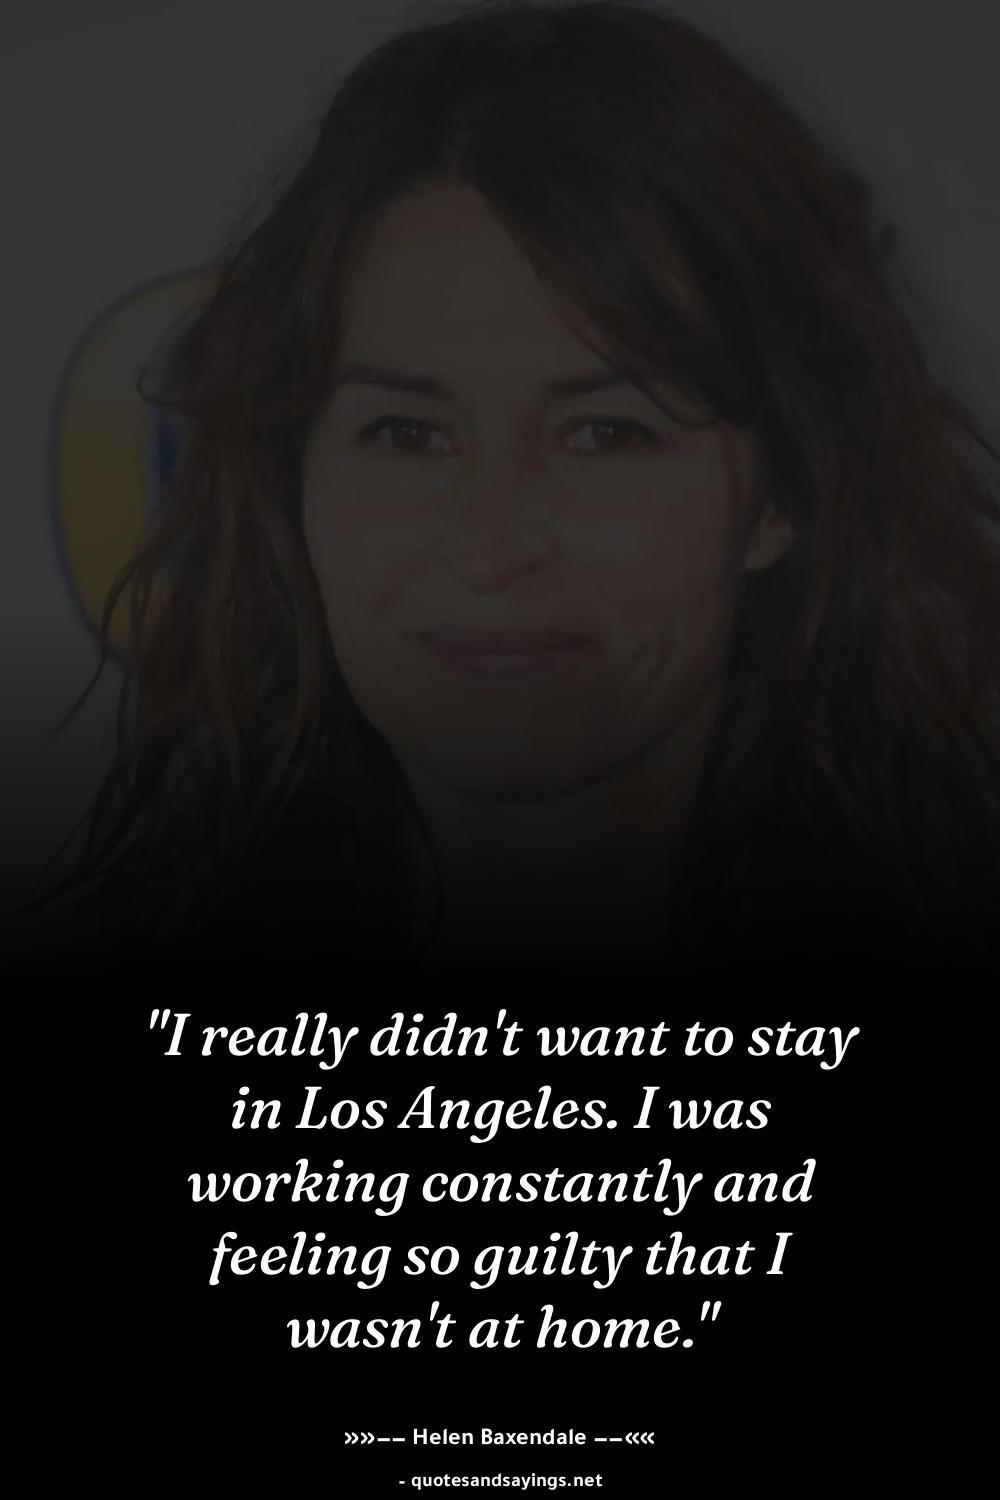 "I really didn't want to stay
in Los Angeles. I was
working constantly and
feeling so guilty that I
wasn't at home."
»»−− Helen Baxendale −−««
- quotesandsayings.net